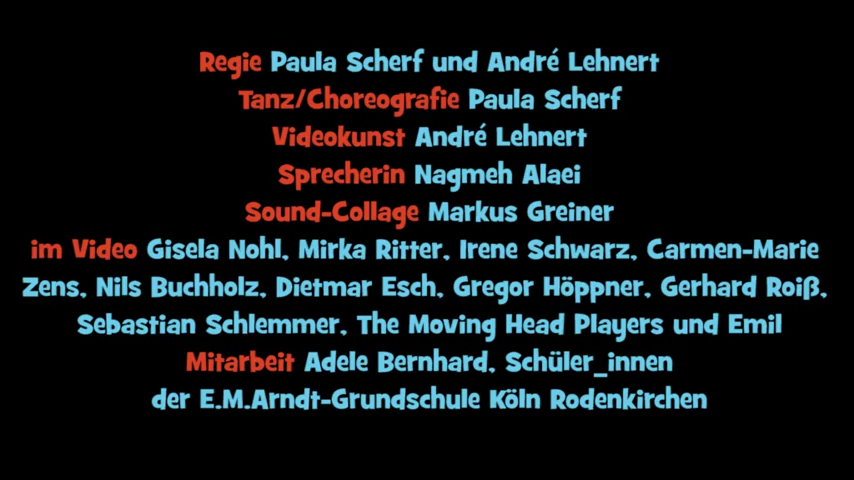 Regie Paula Scherf und André Lehnert
Tanz/Choreografie Paula Scherf
Videokunst André Lehnert
Sprecherin Nagmeh Alaei
Sound-Collage Markus Greiner
im Video Gisela Nohl, Mirka Ritter, Irene Schwarz, Carmen-Marie
Zens, Nils Buchholz, Dietmar Esch, Gregor Höppner, Gerhard Roiß,
Sebastian Schlemmer, The Moving Head Players und Emil
Mitarbeit Adele Bernhard, Schüler_innen
der E.M.Arndt-Grundschule Köln Rodenkirchen